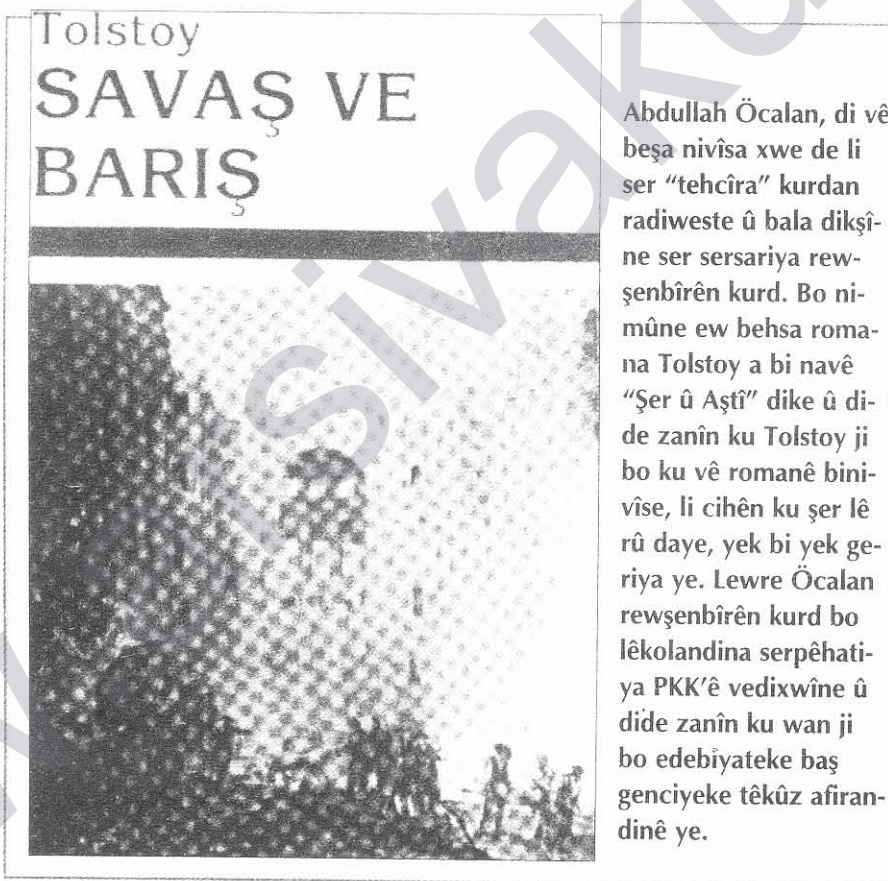 Tolstoy
SAVAŞ VE
BARIŞ
Abdullah Öcalan, di vê
beşa nivîsa xwe de li
ser “tehcîra” kurdan
radiweste û bala dikşî-
ne ser sersariya rew-
şenbîrên kurd. Bo ni-
mûne ew behsa roma-
na Tolstoy a bi navê
“Şer û Aştî” dike û di-
de zanîn ku Tolstoy ji
bo ku vê romanê bini-
vîse, li cihên ku şer lê
rû daye, yek bi yek ge-
riya ye. Lewre Öcalan
rewşenbîrên kurd bo
lêkolandina serpêhati-
ya PKK’ê vedixwîne û
dide zanîn ku wan ji
bo edebiyateke baş
genciyeke têkûz afiran-
dinê ye.